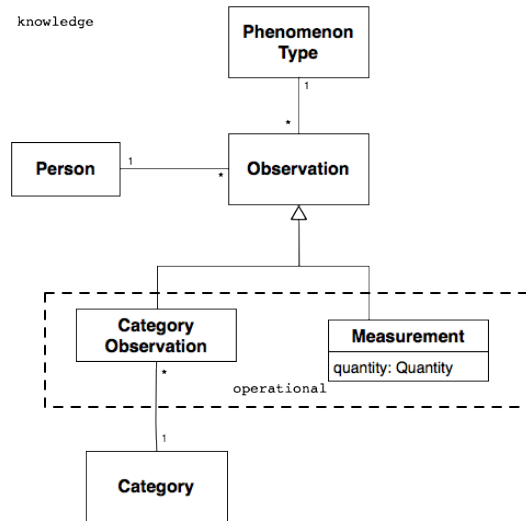 knowledge
Phenomenon
Type
1
*
Person
1
*
Observation
Category
Observation
Measurement
quantity: Quantity
*
operational
1
Category